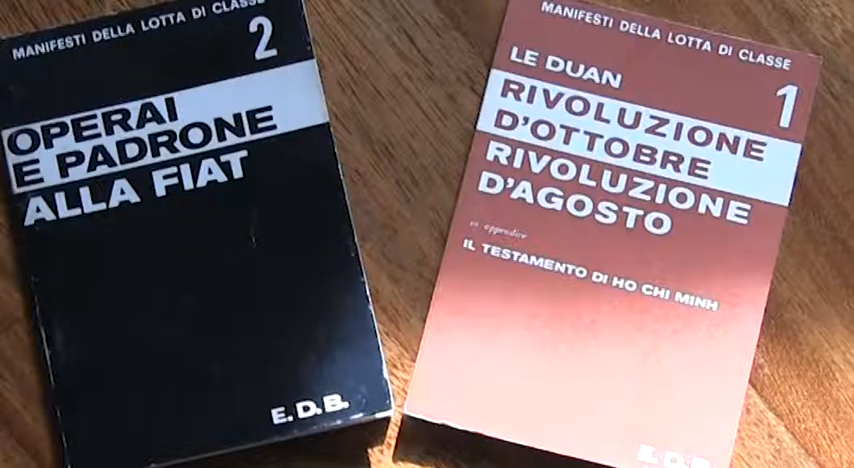 MANIFESTI DELLA LOTTA DI CLASSE
2
OPERAI
E PADRONE
ALLA FIAT
E.D.B.
MANIFESTI DELLA LOTTA DI CLASSE
1
LE DUAN
RIVOLUZIONE
D'OTTOBRE
RIVOLUZIONE
D'AGOSTO
in appendice
IL TESTAMENTO DI HO CHI MINH
E.D.B.